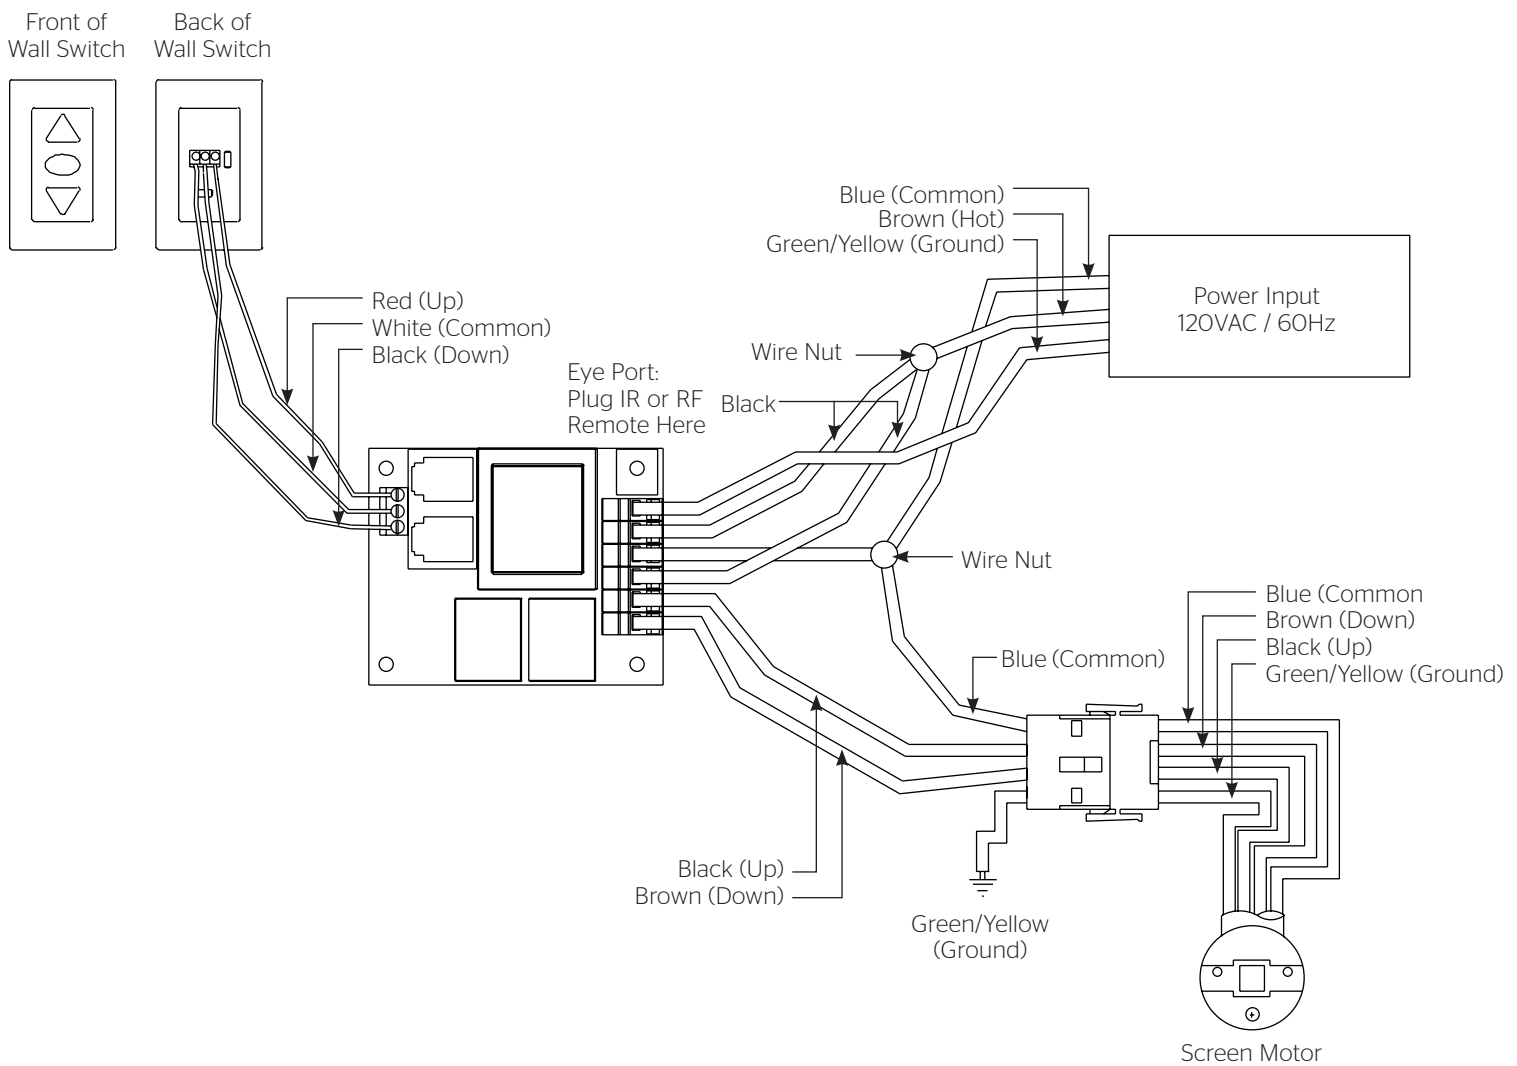 Front of
Wall Switch
Back of
Wall Switch
Blue (Common)
Brown (Hot)
Green/Yellow (Ground)
Power Input
120VAC / 60Hz
Red (Up)
White (Common)
Black (Down)
Wire Nut
Eye Port:
Plug IR or RF
Remote Here
Black
Wire Nut
Blue (Common
Brown (Down)
Black (Up)
Green/Yellow (Ground)
Blue (Common)
Black (Up)
Brown (Down)
Green/Yellow
(Ground)
Screen Motor